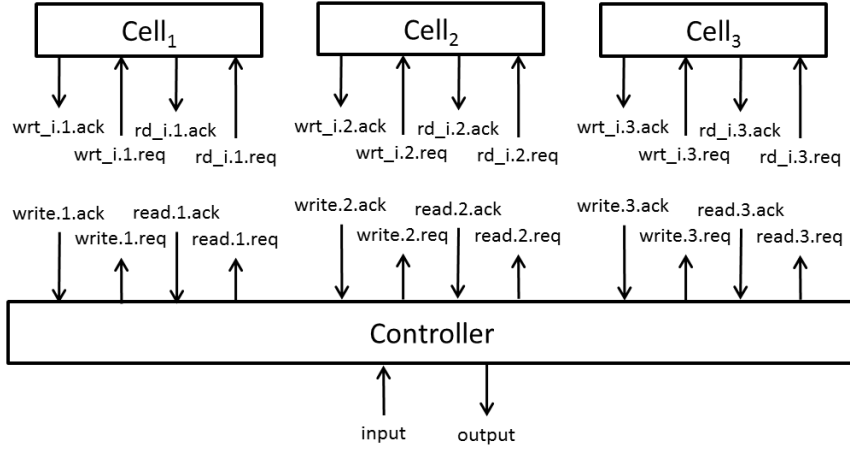 Cell₁ Cell₂ Cell₃
wrt_i.1.ack rd_i.1.ack wrt_i.2.ack rd_i.2.ack wrt_i.3.ack rd_i.3.ack
wrt_i.1.req rd_i.1.req wrt_i.2.req rd_i.2.req wrt_i.3.req rd_i.3.req
write.1.ack read.1.ack write.2.ack read.2.ack write.3.ack read.3.ack
write.1.req read.1.req write.2.req read.2.req write.3.req read.3.req
Controller
input output